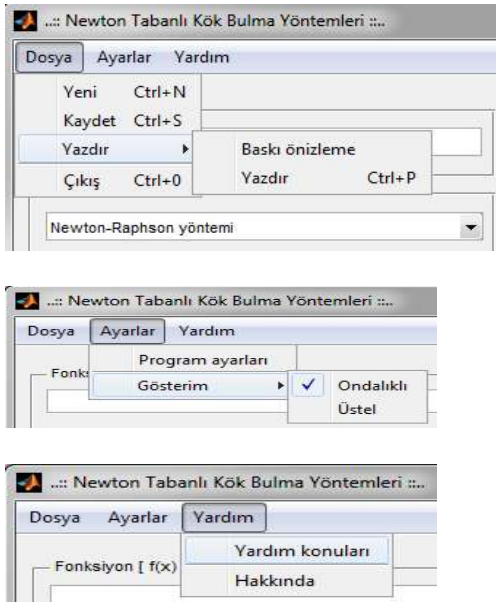 ..:: Newton Tabanlı Kök Bulma Yöntemleri ::..
Dosya Ayarlar Yardım
Yeni Ctrl+N
Kaydet Ctrl+S
Yazdır
Baskı önizleme
Yazdır Ctrl+P
Çıkış Ctrl+0
Newton-Raphson yöntemi
..:: Newton Tabanlı Kök Bulma Yöntemleri ::..
Dosya Ayarlar Yardım
Program ayarları
Fonks
Gösterim
Ondalıklı
Üstel
..:: Newton Tabanlı Kök Bulma Yöntemleri ::..
Dosya Ayarlar Yardım
Yardım konuları
Fonksiyon [ f(x)
Hakkında